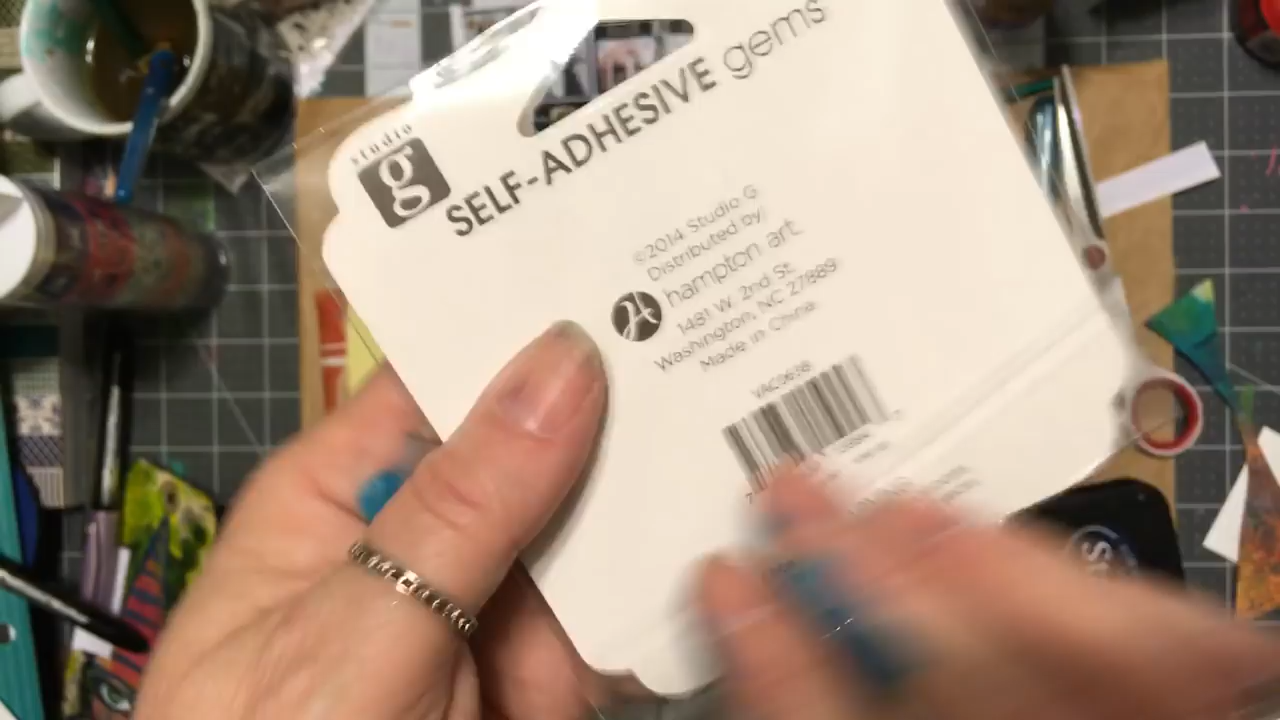 studio
g
SELF-ADHESIVE gems
©2014 Studio G
Distributed by
hampton art.
1481 W. 2nd St.
Washington, NC 27889
Made in China